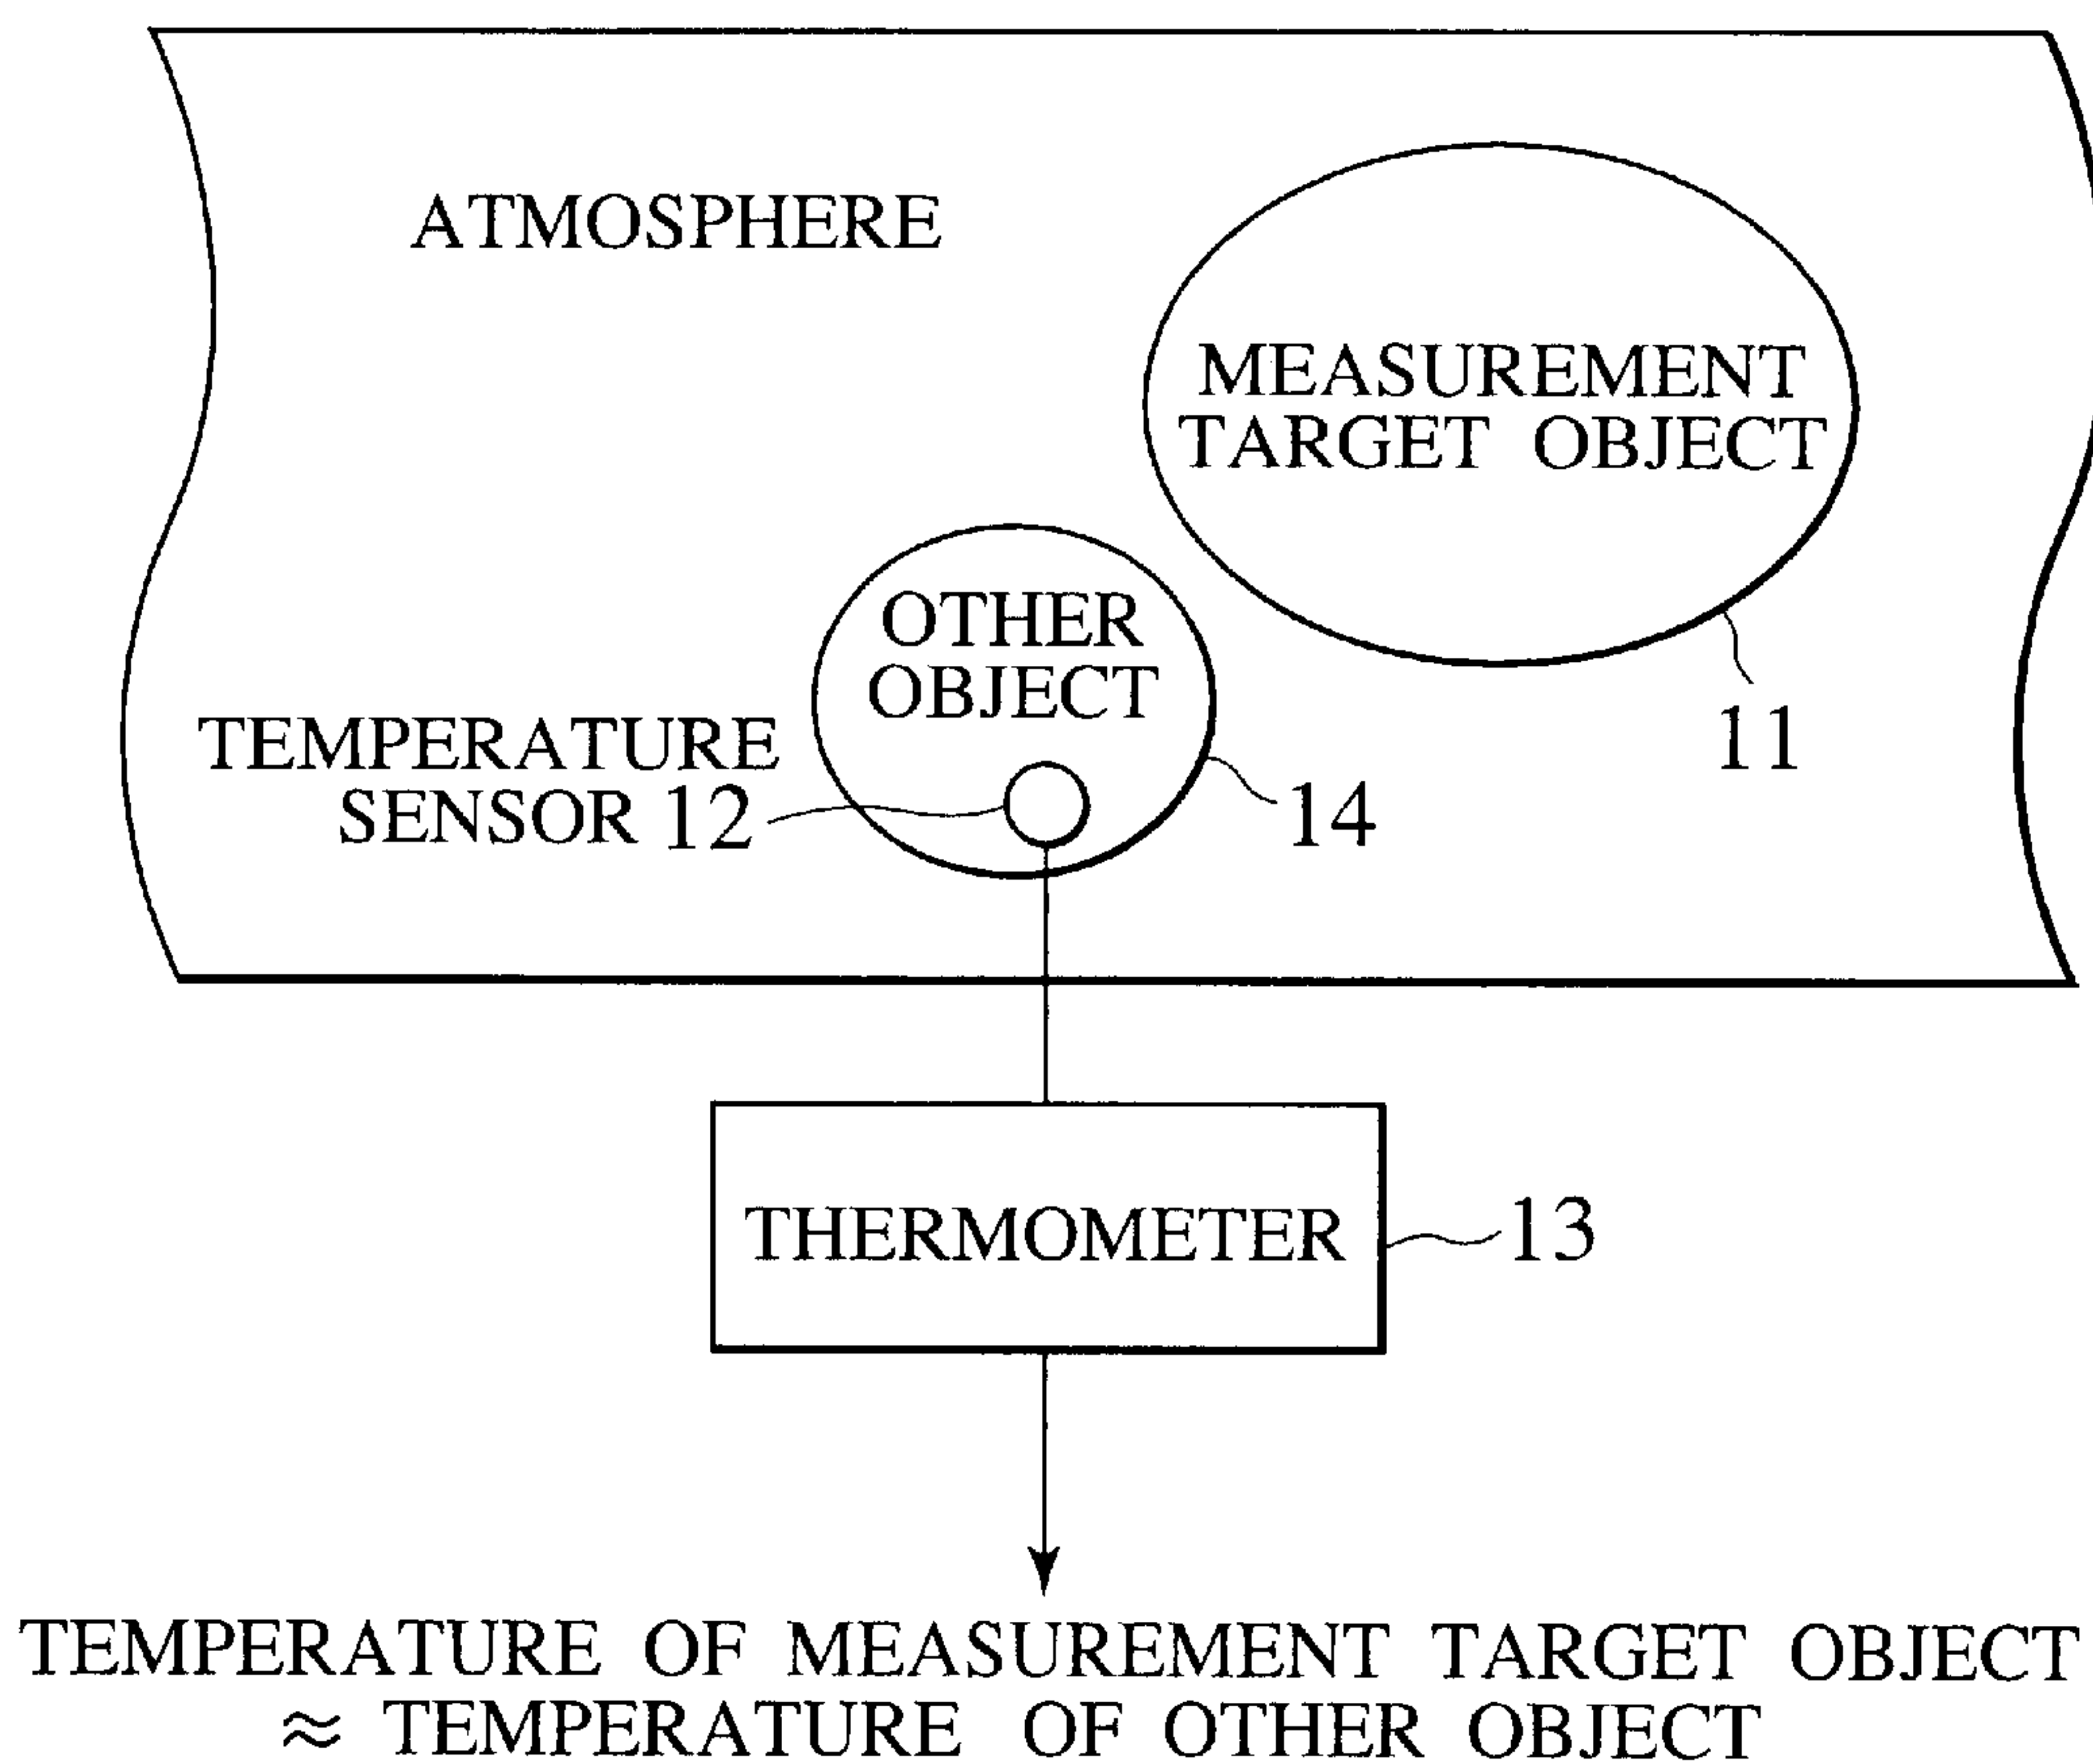 ATMOSPHERE
MEASUREMENT
TARGET OBJECT
11
OTHER
OBJECT
14
TEMPERATURE
SENSOR 12
THERMOMETER
13
TEMPERATURE OF MEASUREMENT TARGET OBJECT
≈ TEMPERATURE OF OTHER OBJECT